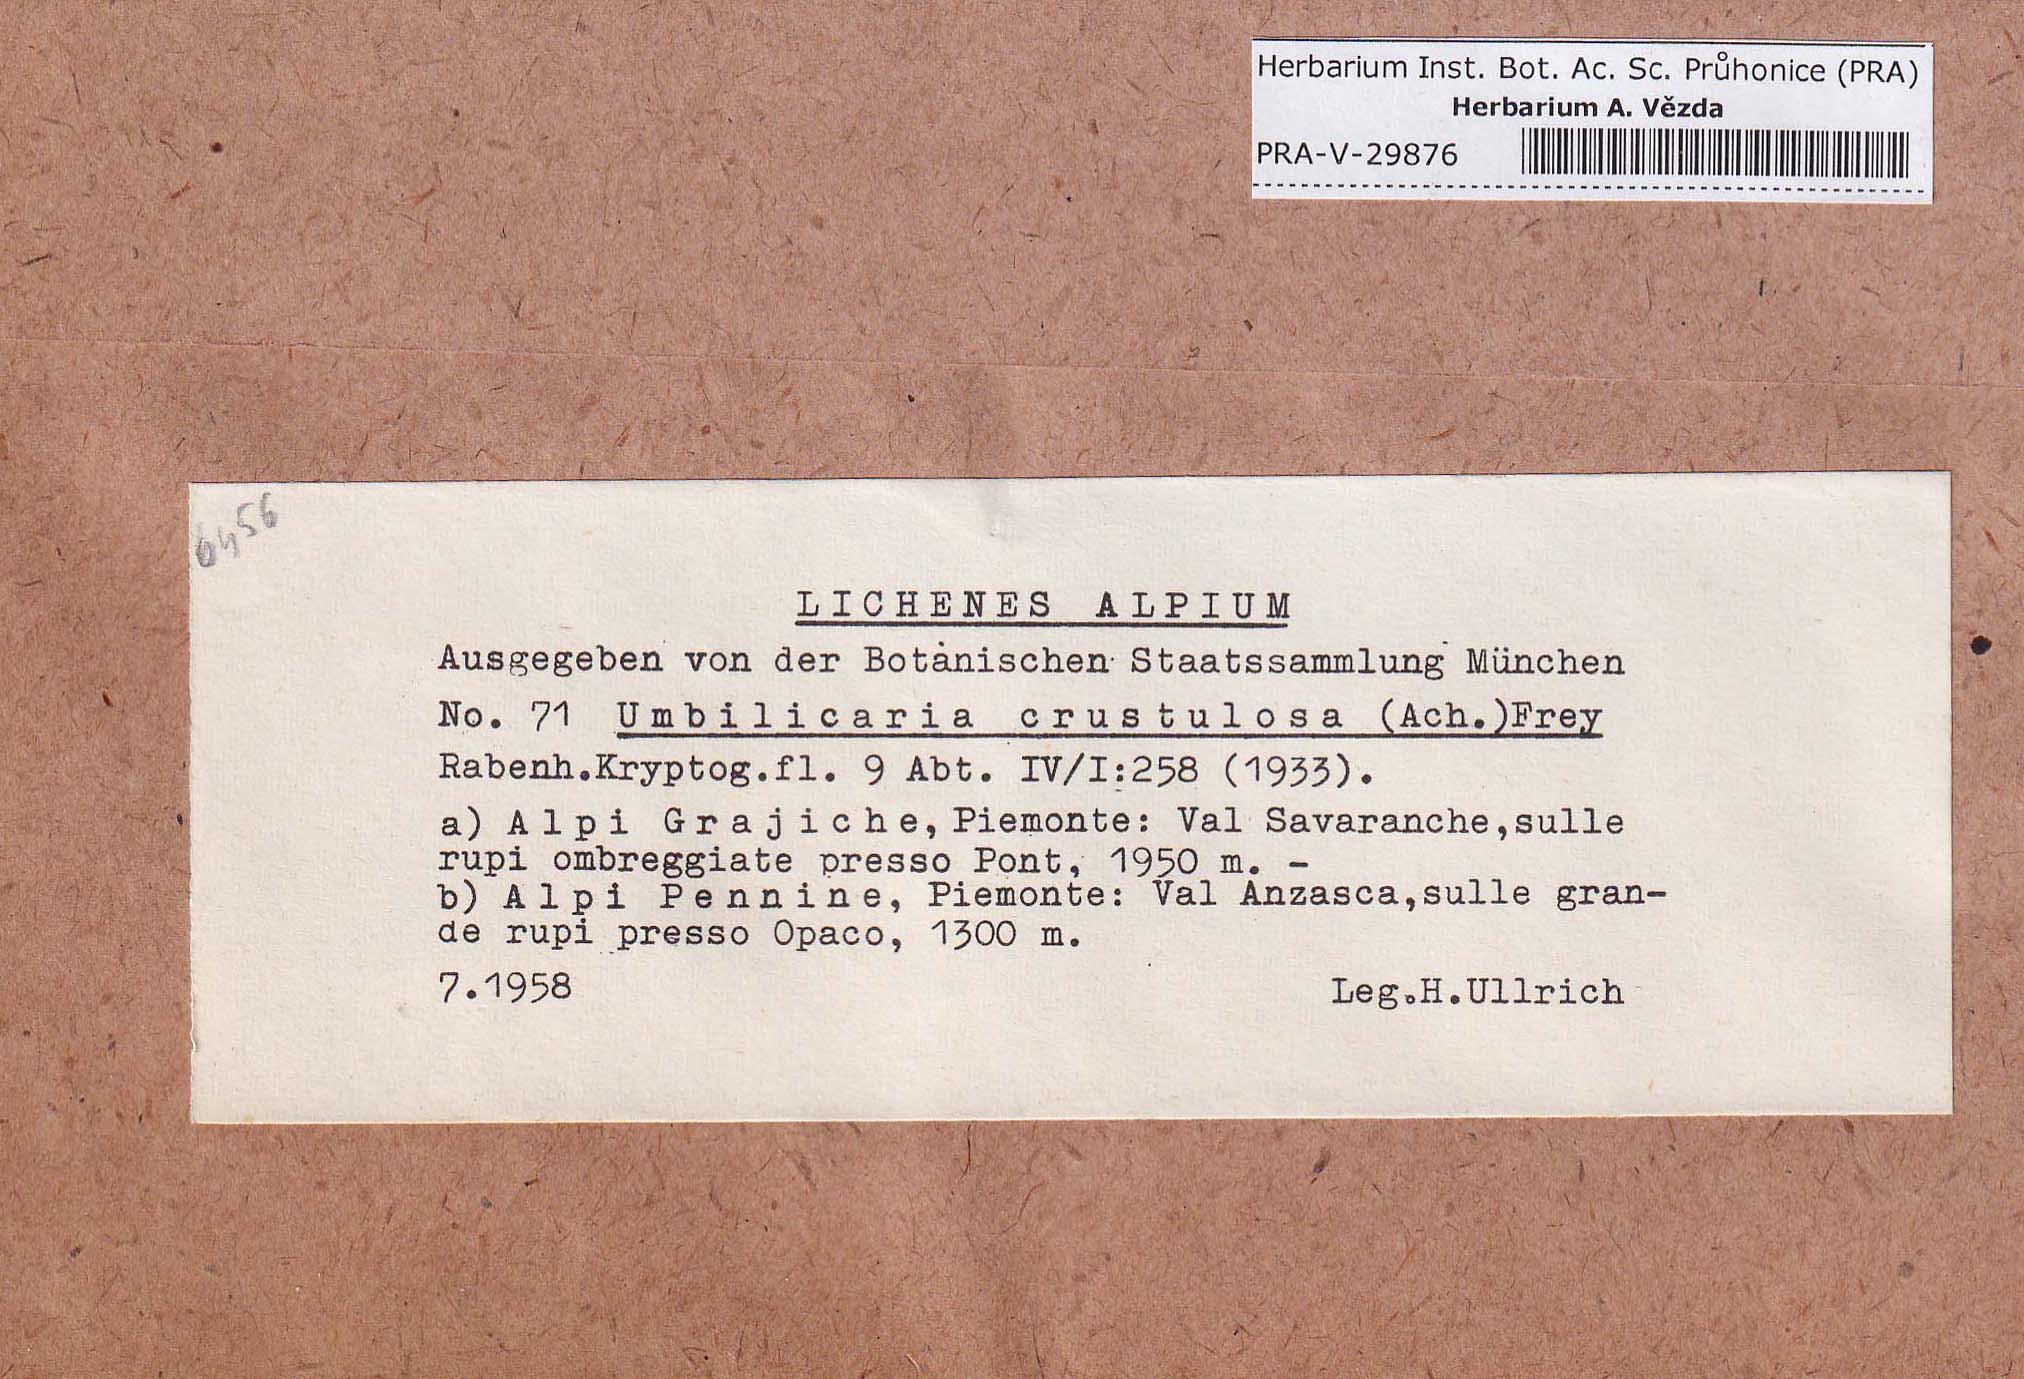 Herbarium Inst. Bot. Ac. Sc. Průhonice (PRA)
Herbarium A. Vězda
PRA-V-29876
6456
LICHENES ALPIUM
Ausgegeben von der Botanischen Staatssammlung München
No. 71 Umbilicaria crustulosa (Ach.)Frey
Rabenh.Kryptog.fl. 9 Abt. IV/I:258 (1933).
a) Alpi Grajiche, Piemonte: Val Savaranche,sulle
rupi ombreggiate presso Pont, 1950 m. -
b) Alpi Pennine, Piemonte: Val Anzasca,sulle gran-
de rupi presso Opaco, 1300 m.
7.1958 Leg.H.Ullrich